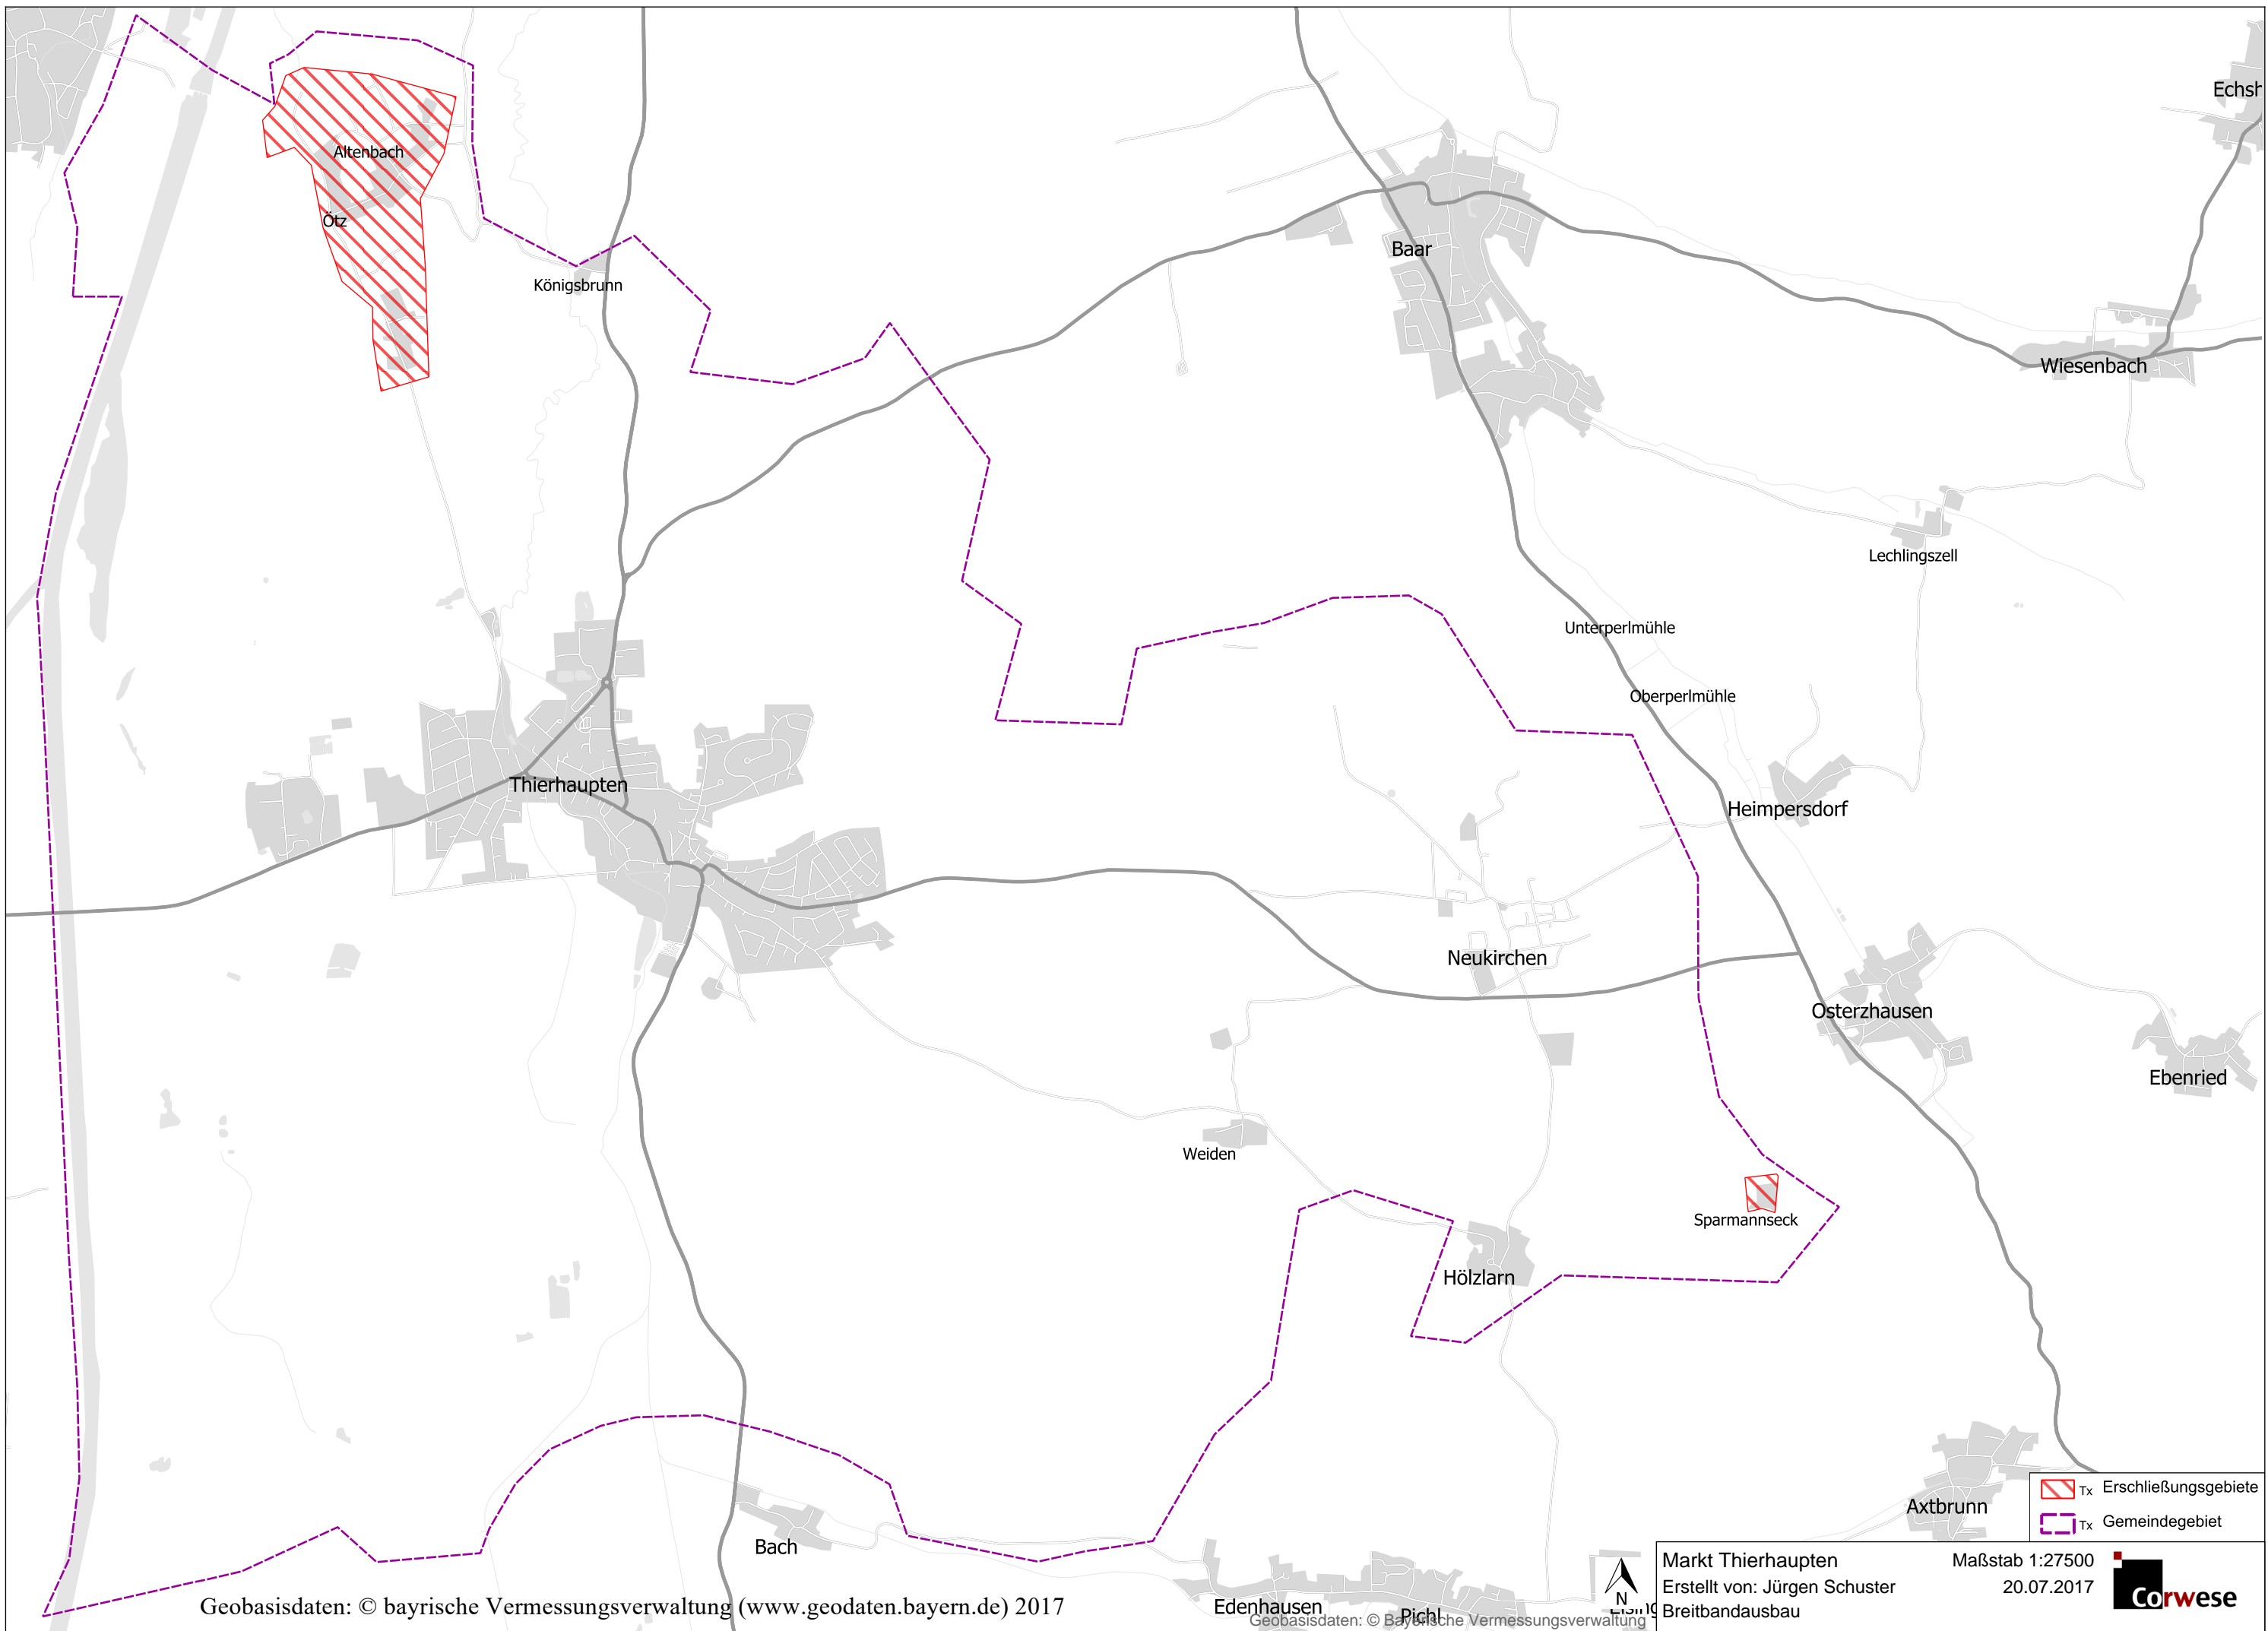 Echsh
Altenbach
Ötz
Baar
Königsbrunn
Wiesenbach
Lechlingszell
Unterperlmühle
Oberperlmühle
Thierhaupten
Heimpersdorf
Neukirchen
Osterzhausen
Ebenried
Weiden
Sparmannseck
Hölzlarn
Axtbrunn
Bach
Edenhausen
Pichl
Tx Erschließungsgebiete
Tx Gemeindegebiet
N
Markt Thierhaupten
Maßstab 1:27500
Erstellt von: Jürgen Schuster
20.07.2017
Breitbandausbau
Corwese
Geobasisdaten: © bayrische Vermessungsverwaltung (www.geodaten.bayern.de) 2017
Geobasisdaten: © Bayerische Vermessungsverwaltung